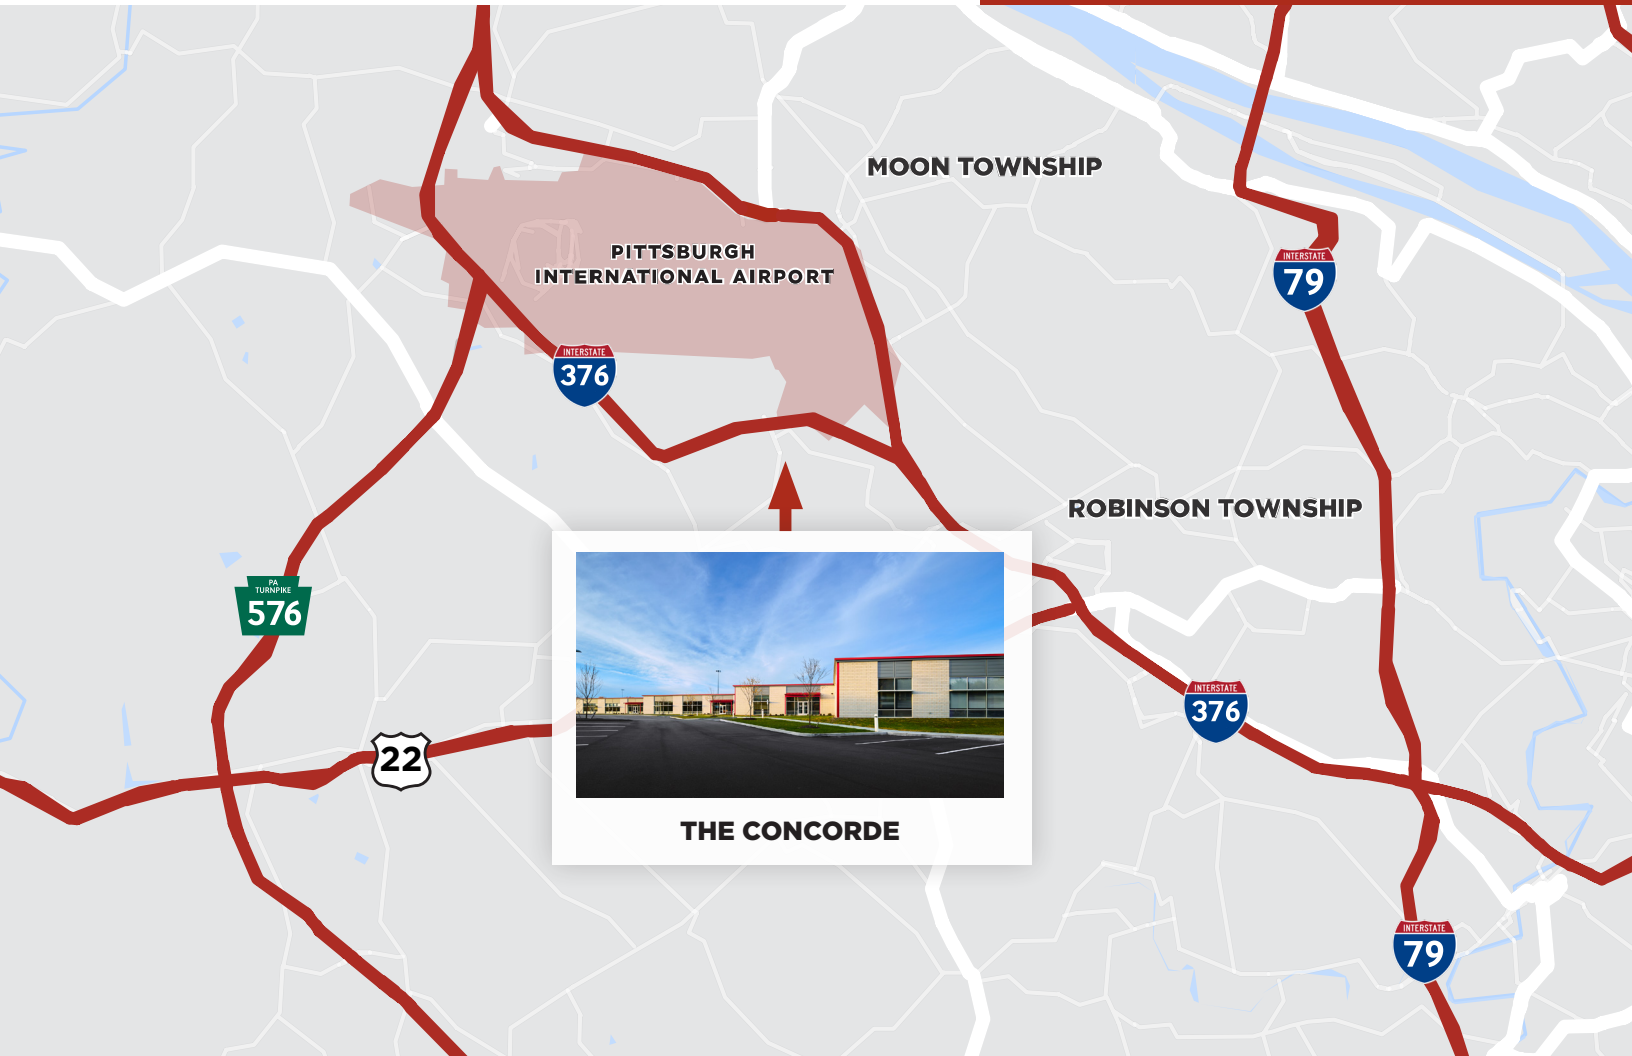 MOON TOWNSHIP
PITTSBURGH
INTERNATIONAL AIRPORT
INTERSTATE
79
INTERSTATE
376
ROBINSON TOWNSHIP
PA
TURNPIKE
576
INTERSTATE
376
22
THE CONCORDE
INTERSTATE
79